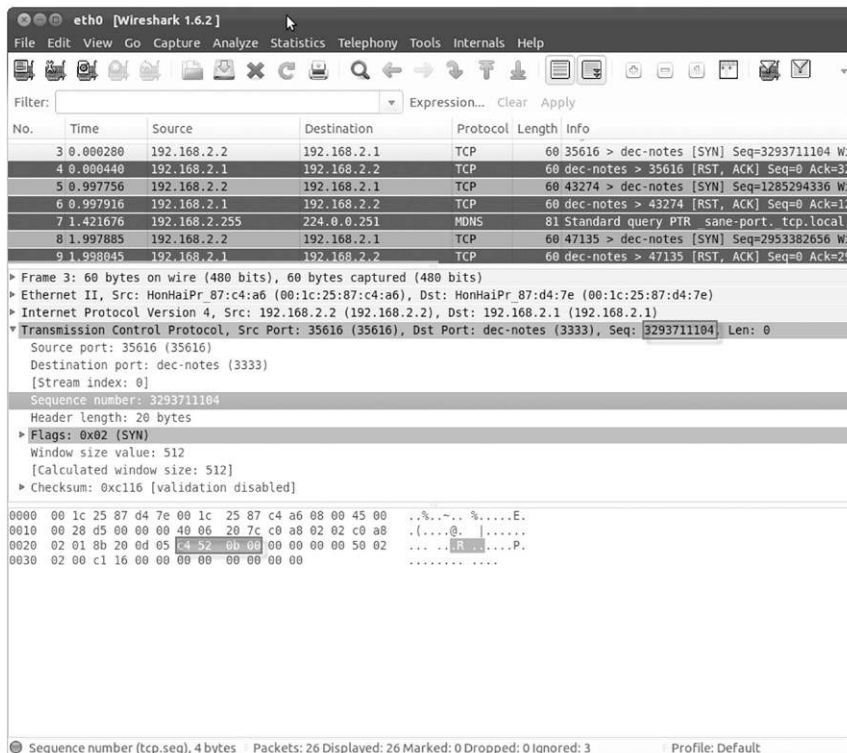 eth0 [Wireshark 1.6.2 ]
File Edit View Go Capture Analyze Statistics Telephony Tools Internals Help
Filter: Expression... Clear Apply
No. Time Source Destination Protocol Length Info
3 0.000280 192.168.2.2 192.168.2.1 TCP 60 35616 > dec-notes [SYN] Seq=3293711104 Wi
4 0.000440 192.168.2.1 192.168.2.2 TCP 60 dec-notes > 35616 [RST, ACK] Seq=0 Ack=32
5 0.997756 192.168.2.2 192.168.2.1 TCP 60 43274 > dec-notes [SYN] Seq=1285294336 Wi
6 0.997916 192.168.2.1 192.168.2.2 TCP 60 dec-notes > 43274 [RST, ACK] Seq=0 Ack=12
7 1.421676 192.168.2.255 224.0.0.251 MDNS 81 Standard query PTR _sane-port._tcp.local
8 1.997885 192.168.2.2 192.168.2.1 TCP 60 47135 > dec-notes [SYN] Seq=2953382656 Wi
9 1.998045 192.168.2.1 192.168.2.2 TCP 60 dec-notes > 47135 [RST, ACK] Seq=0 Ack=29
Frame 3: 60 bytes on wire (480 bits), 60 bytes captured (480 bits)
Ethernet II, Src: HonHaiPr_87:c4:a6 (00:1c:25:87:c4:a6), Dst: HonHaiPr_87:d4:7e (00:1c:25:87:d4:7e)
Internet Protocol Version 4, Src: 192.168.2.2 (192.168.2.2), Dst: 192.168.2.1 (192.168.2.1)
Transmission Control Protocol, Src Port: 35616 (35616), Dst Port: dec-notes (3333), Seq: 3293711104, Len: 0
Source port: 35616 (35616)
Destination port: dec-notes (3333)
[Stream index: 0]
Sequence number: 3293711104
Header length: 20 bytes
Flags: 0x02 (SYN)
Window size value: 512
[Calculated window size: 512]
Checksum: 0xc116 [validation disabled]
0000 00 1c 25 87 d4 7e 00 1c 25 87 c4 a6 08 00 45 00 ..%..~.. %.....E.
0010 00 28 d5 00 00 00 40 06 20 7c c0 a8 02 02 c0 a8 .(....@. |......
0020 02 01 8b 20 0d 05 c4 52 0b 00 00 00 00 00 50 02 ... ...R ......P.
0030 02 00 c1 16 00 00 00 00 00 00 00 00 ........ ....
Sequence number (tcp.seq), 4 bytes Packets: 26 Displayed: 26 Marked: 0 Dropped: 0 Ignored: 3 Profile: Default